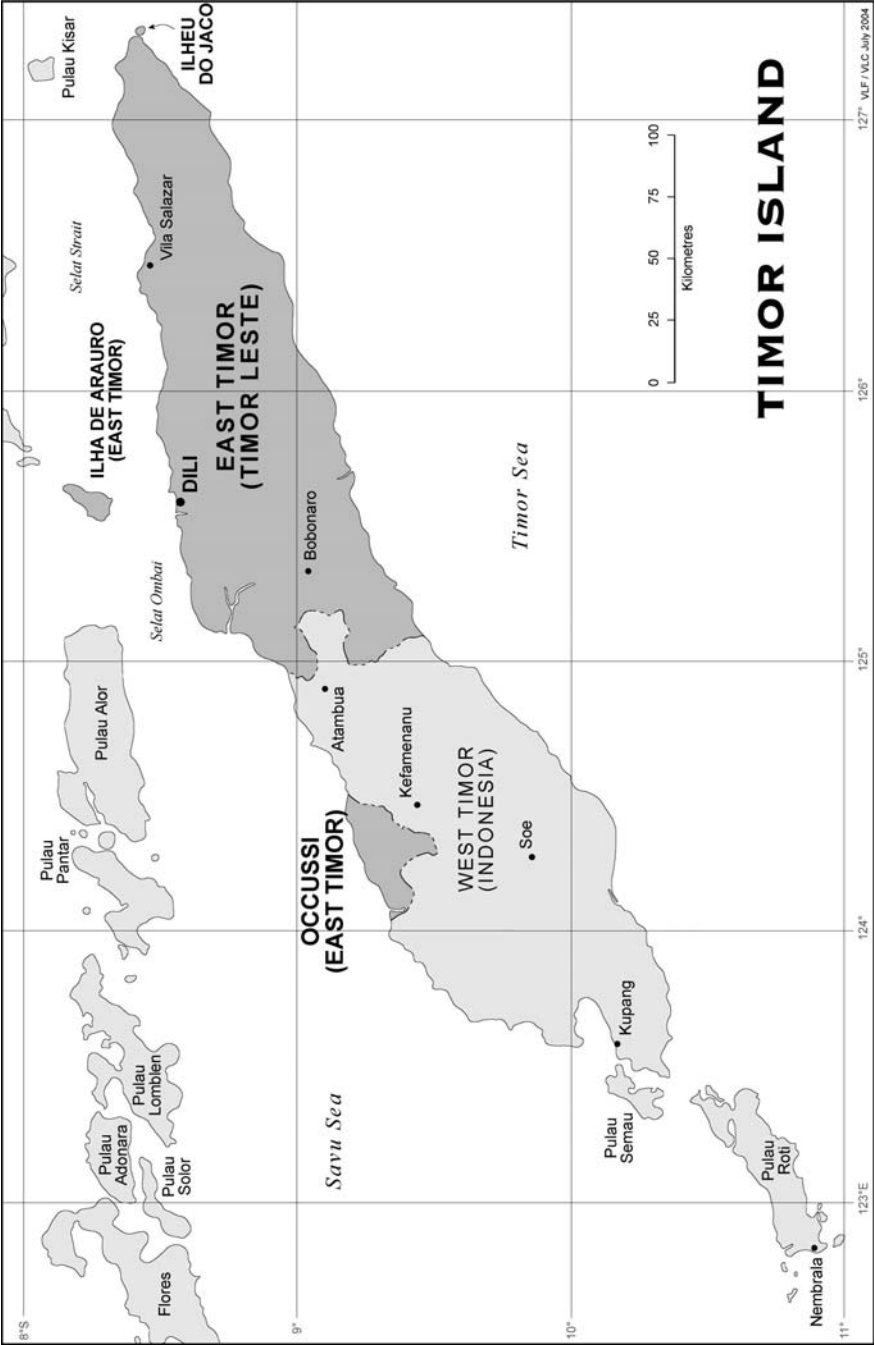 8°S
9°
10°
11°
123°E
124°
125°
126°
127°
Flores
Pulau
Adonara
Pulau
Solor
Pulau
Lomblen
Pulau
Pantar
Pulau Alor
Selat Ombai
ILHA DE ARAURO
(EAST TIMOR)
Selat Strait
Pulau Kisar
ILHEU
DO JACO
Vila Salazar
DILI
EAST TIMOR
(TIMOR LESTE)
Bobonaro
Atambua
OCCUSSI
(EAST TIMOR)
Kefamenanu
WEST TIMOR
(INDONESIA)
Soe
Savu Sea
Kupang
Pulau
Semau
Pulau
Roti
Nembrala
Timor Sea
0 25 50 75 100
Kilometres
TIMOR ISLAND
VLF / VLC July 2004